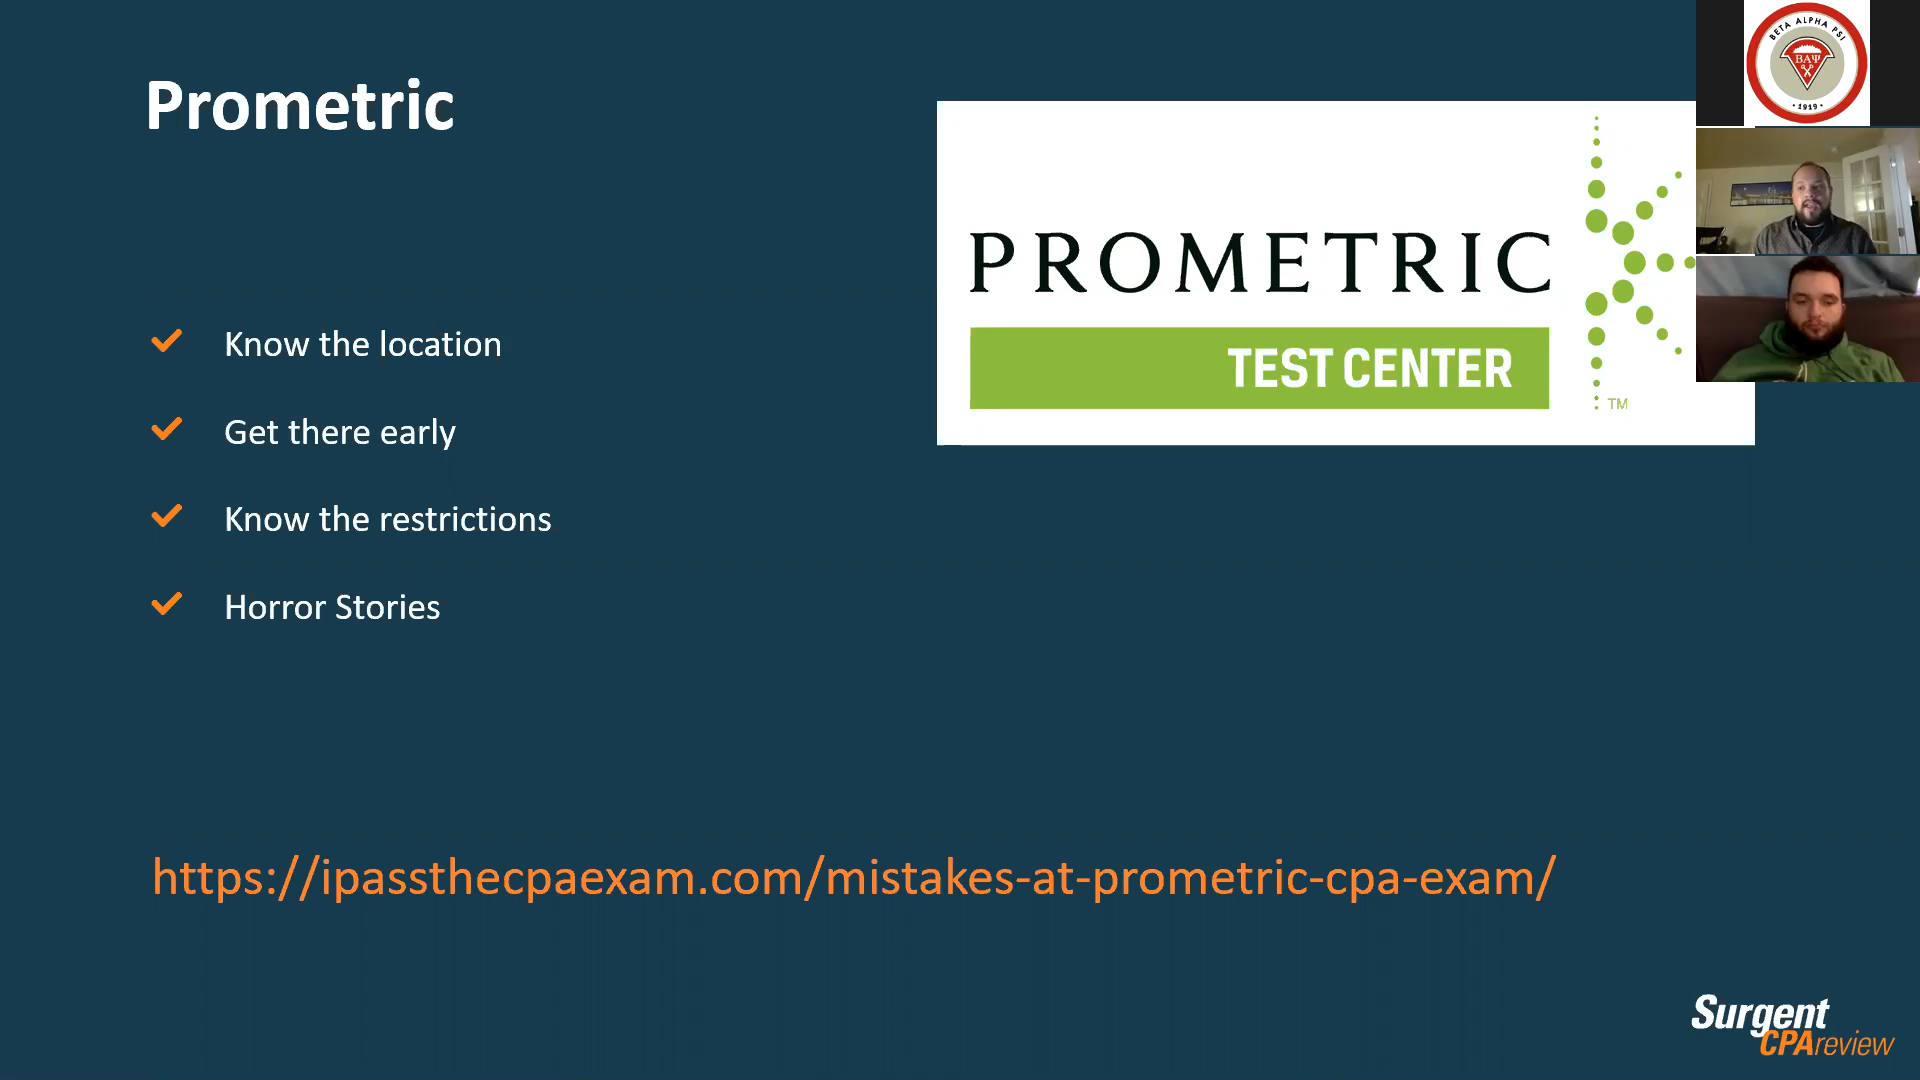 Prometric
Know the location
Get there early
Know the restrictions
Horror Stories
PROMETRIC
TEST CENTER
TM
https://ipassthecpaexam.com/mistakes-at-prometric-cpa-exam/
BETA ALPHA PSI
ΒΑΨ
• 1919 •
Surgent
CPAreview